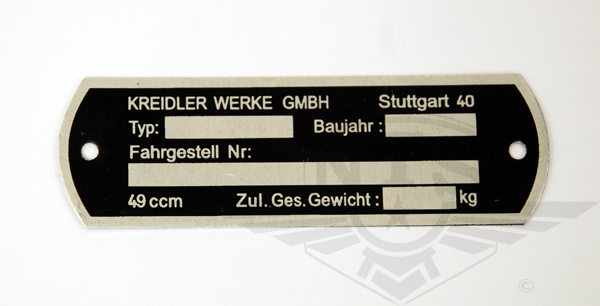 KREIDLER WERKE GMBH Stuttgart 40
Typ: Baujahr :
Fahrgestell Nr:
49 ccm Zul. Ges. Gewicht : kg
©